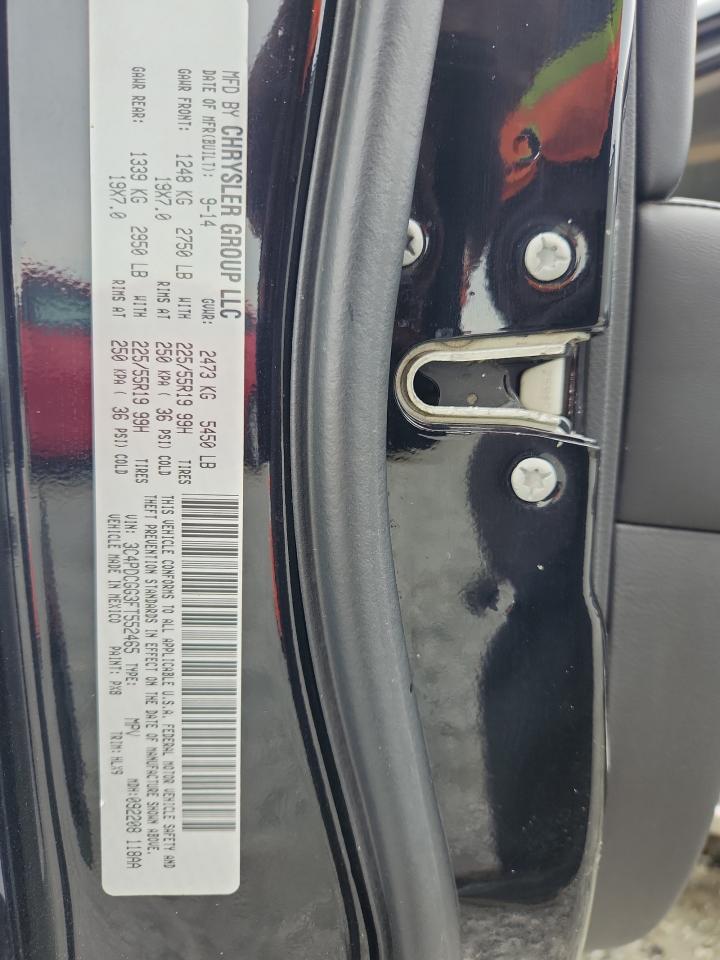 MFD BY CHRYSLER GROUP LLC
DATE OF MFR(BUILT): 9-14 GVWR: 2473 KG 5450 LB
GAWR FRONT: 1248 KG 2750 LB WITH 225/55R19 99H TIRES
19X7.0 RIMS AT 250 KPA ( 36 PSI) COLD
GAWR REAR: 1339 KG 2950 LB WITH 225/55R19 99H TIRES
19X7.0 RIMS AT 250 KPA ( 36 PSI) COLD
THIS VEHICLE CONFORMS TO ALL APPLICABLE U.S.A. FEDERAL MOTOR VEHICLE SAFETY AND
THEFT PREVENTION STANDARDS IN EFFECT ON THE DATE OF MANUFACTURE SHOWN ABOVE.
VIN: 3C4PDCGG3FT552465 TYPE: MPV MDH:092208 118AA
VEHICLE MADE IN MEXICO PAINT: PX8 TRIM: HLX9